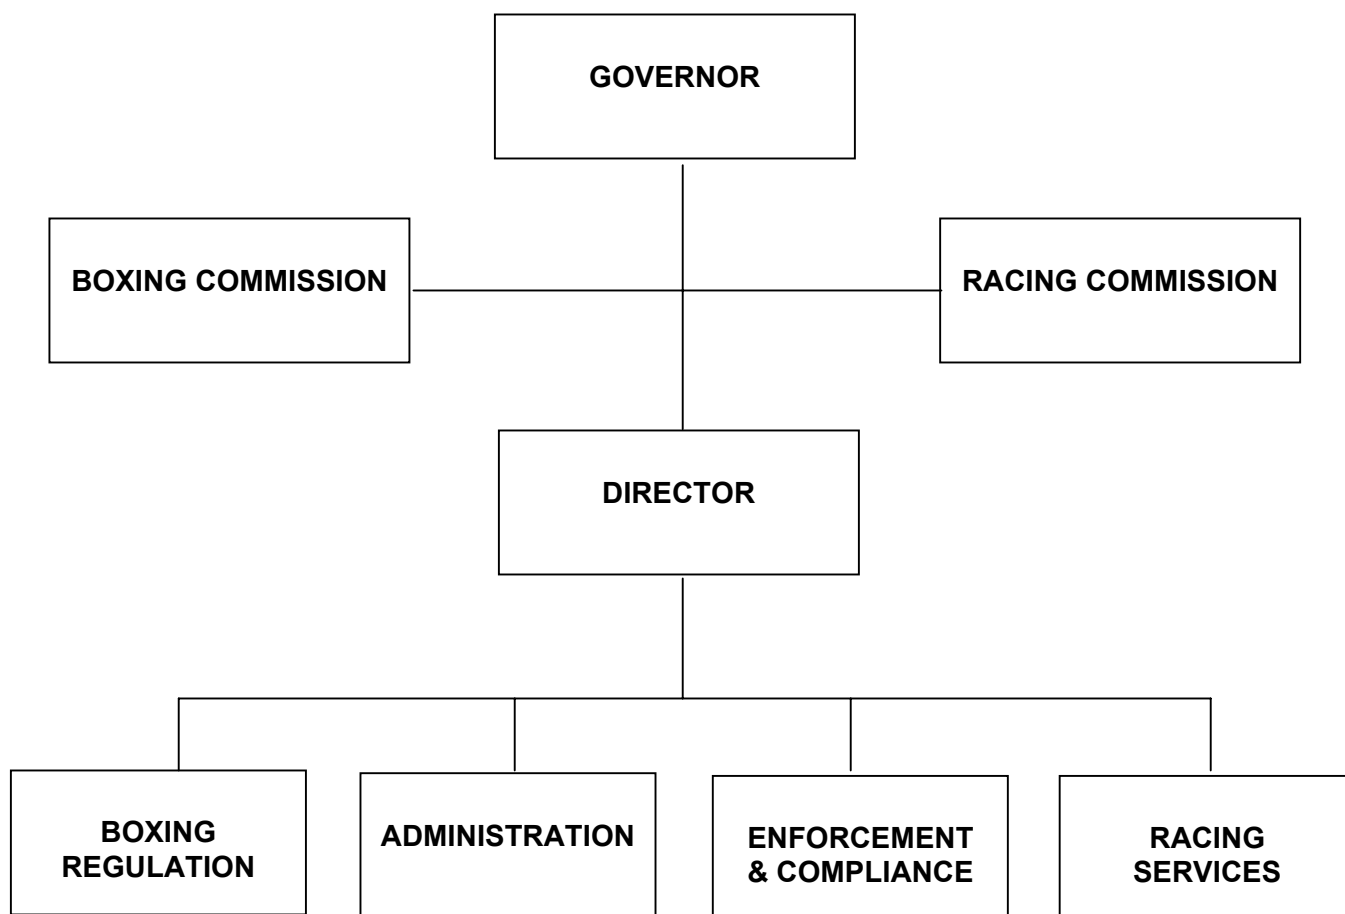 GOVERNOR
BOXING COMMISSION
RACING COMMISSION
DIRECTOR
BOXING
REGULATION
ADMINISTRATION
ENFORCEMENT
& COMPLIANCE
RACING
SERVICES